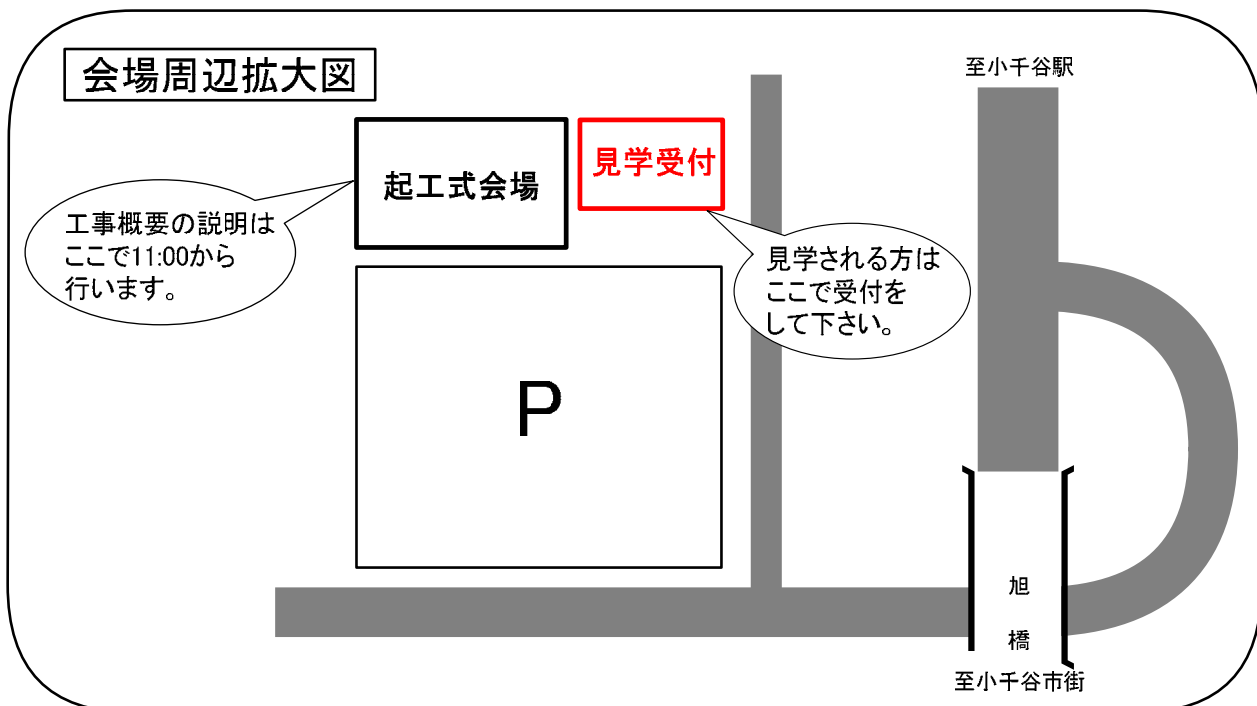 会場周辺拡大図
至小千谷駅
起工式会場
見学受付
工事概要の説明は
ここで11:00から
行います。
見学される方は
ここで受付を
して下さい。
P
旭
橋
至小千谷市街